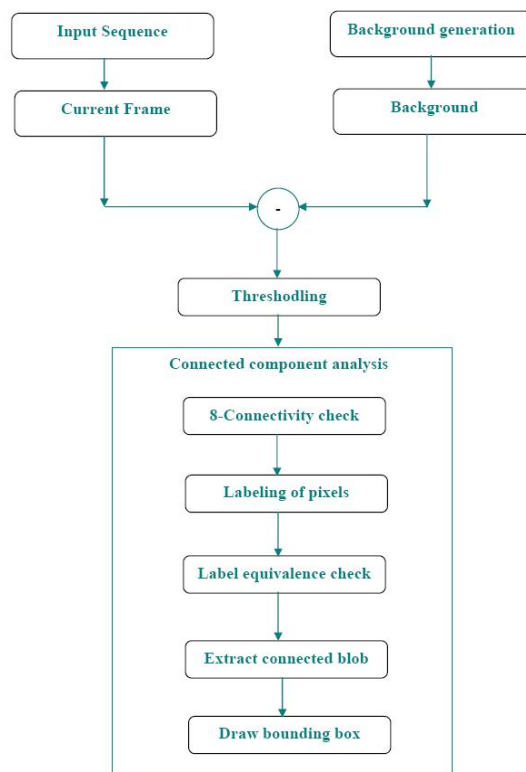 Input Sequence
Background generation
Current Frame
Background
-
Threshodling
Connected component analysis
8-Connectivity check
Labeling of pixels
Label equivalence check
Extract connected blob
Draw bounding box